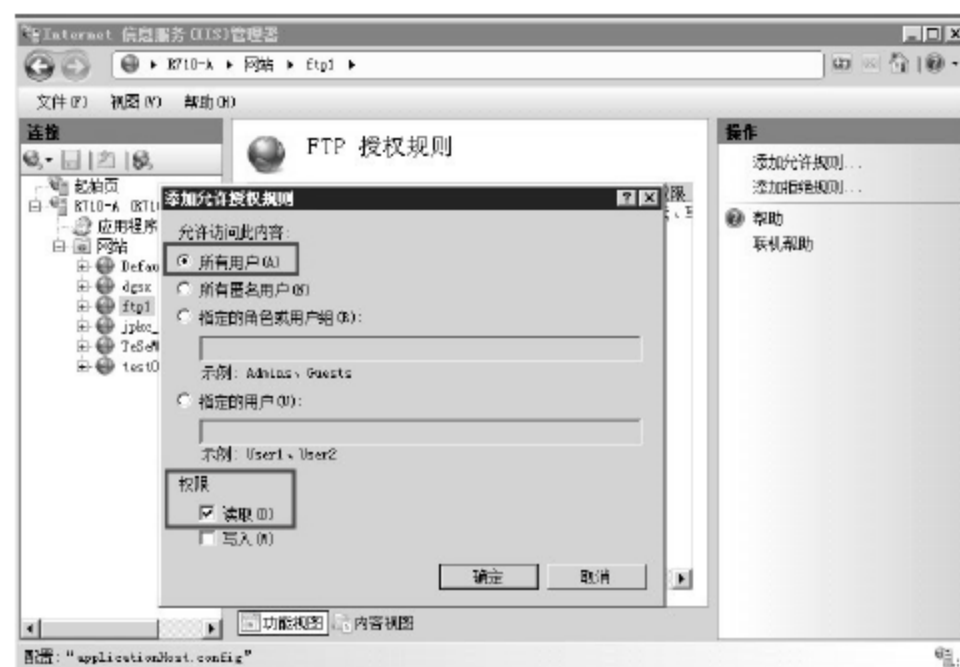 Internet 信息服务(IIS)管理器
R710-A ▸ 网站 ▸ ftp1 ▸
文件(F) 视图(V) 帮助(H)
连接
起始页
R710-A
应用程序
网站
Defau
dgsx
ftp1
TeSeW
testO
FTP 授权规则
添加允许授权规则
允许访问此内容:
所有用户(A)
所有匿名用户(N)
指定的角色或用户组(R):
示例: Admins、Guests
指定的用户(U):
示例: User1、User2
权限
读取(D)
写入(W)
确定 取消
功能视图 内容视图
操作
添加允许规则...
添加拒绝规则...
帮助
联机帮助
配置:"applicationHost.config"